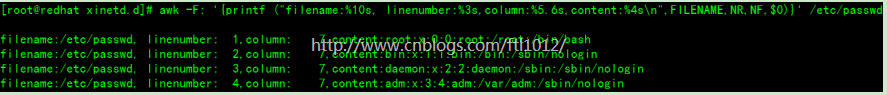 [root@redhat xinetd.d]# awk -F: '{printf ("filename:%10s, linenumber:%3s,column:%5.6s,content:%4s\n",FILENAME,NR,NF,$0)}' /etc/passwd
filename:/etc/passwd, linenumber:  1,column:    7,content:root:x:0:0:root:/root:/bin/bash
http://www.cnblogs.com/ftl1012/
filename:/etc/passwd, linenumber:  2,column:    7,content:bin:x:1:1:bin:/bin:/sbin/nologin
filename:/etc/passwd, linenumber:  3,column:    7,content:daemon:x:2:2:daemon:/sbin:/sbin/nologin
filename:/etc/passwd, linenumber:  4,column:    7,content:adm:x:3:4:adm:/var/adm:/sbin/nologin